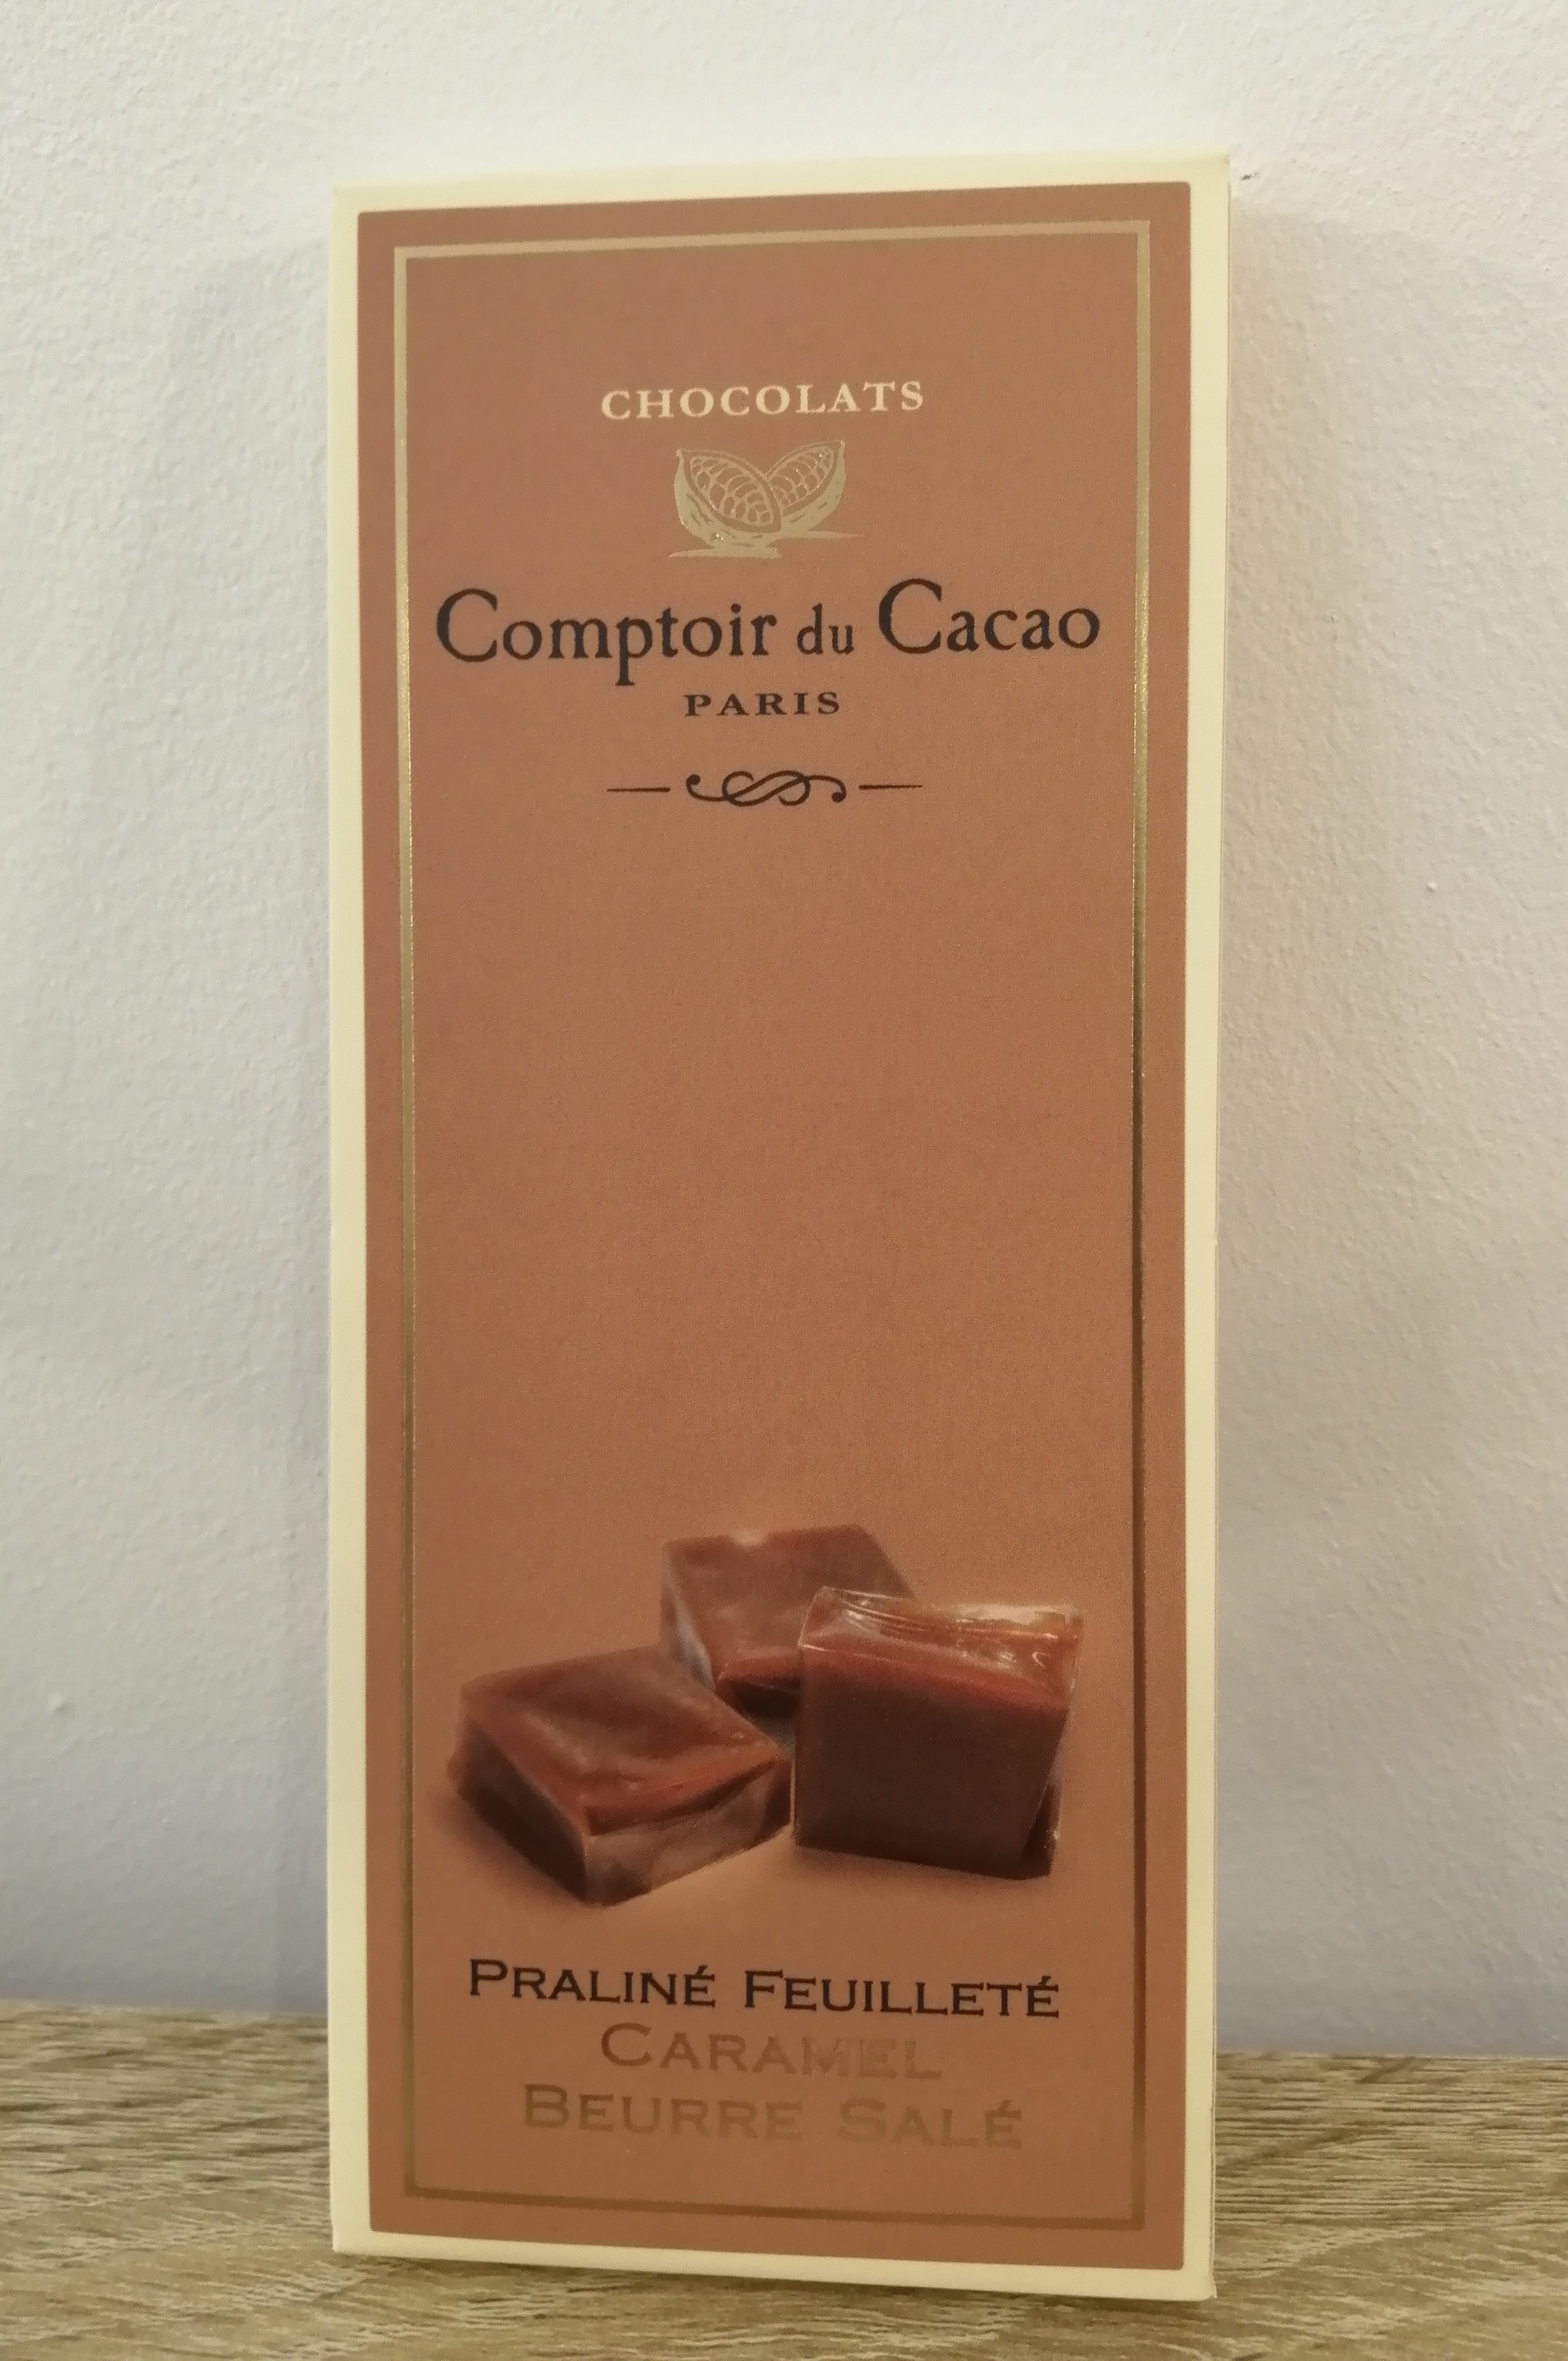 CHOCOLATS
Comptoir du Cacao
PARIS
PRALINÉ FEUILLETÉ
CARAMEL
BEURRE SALÉ